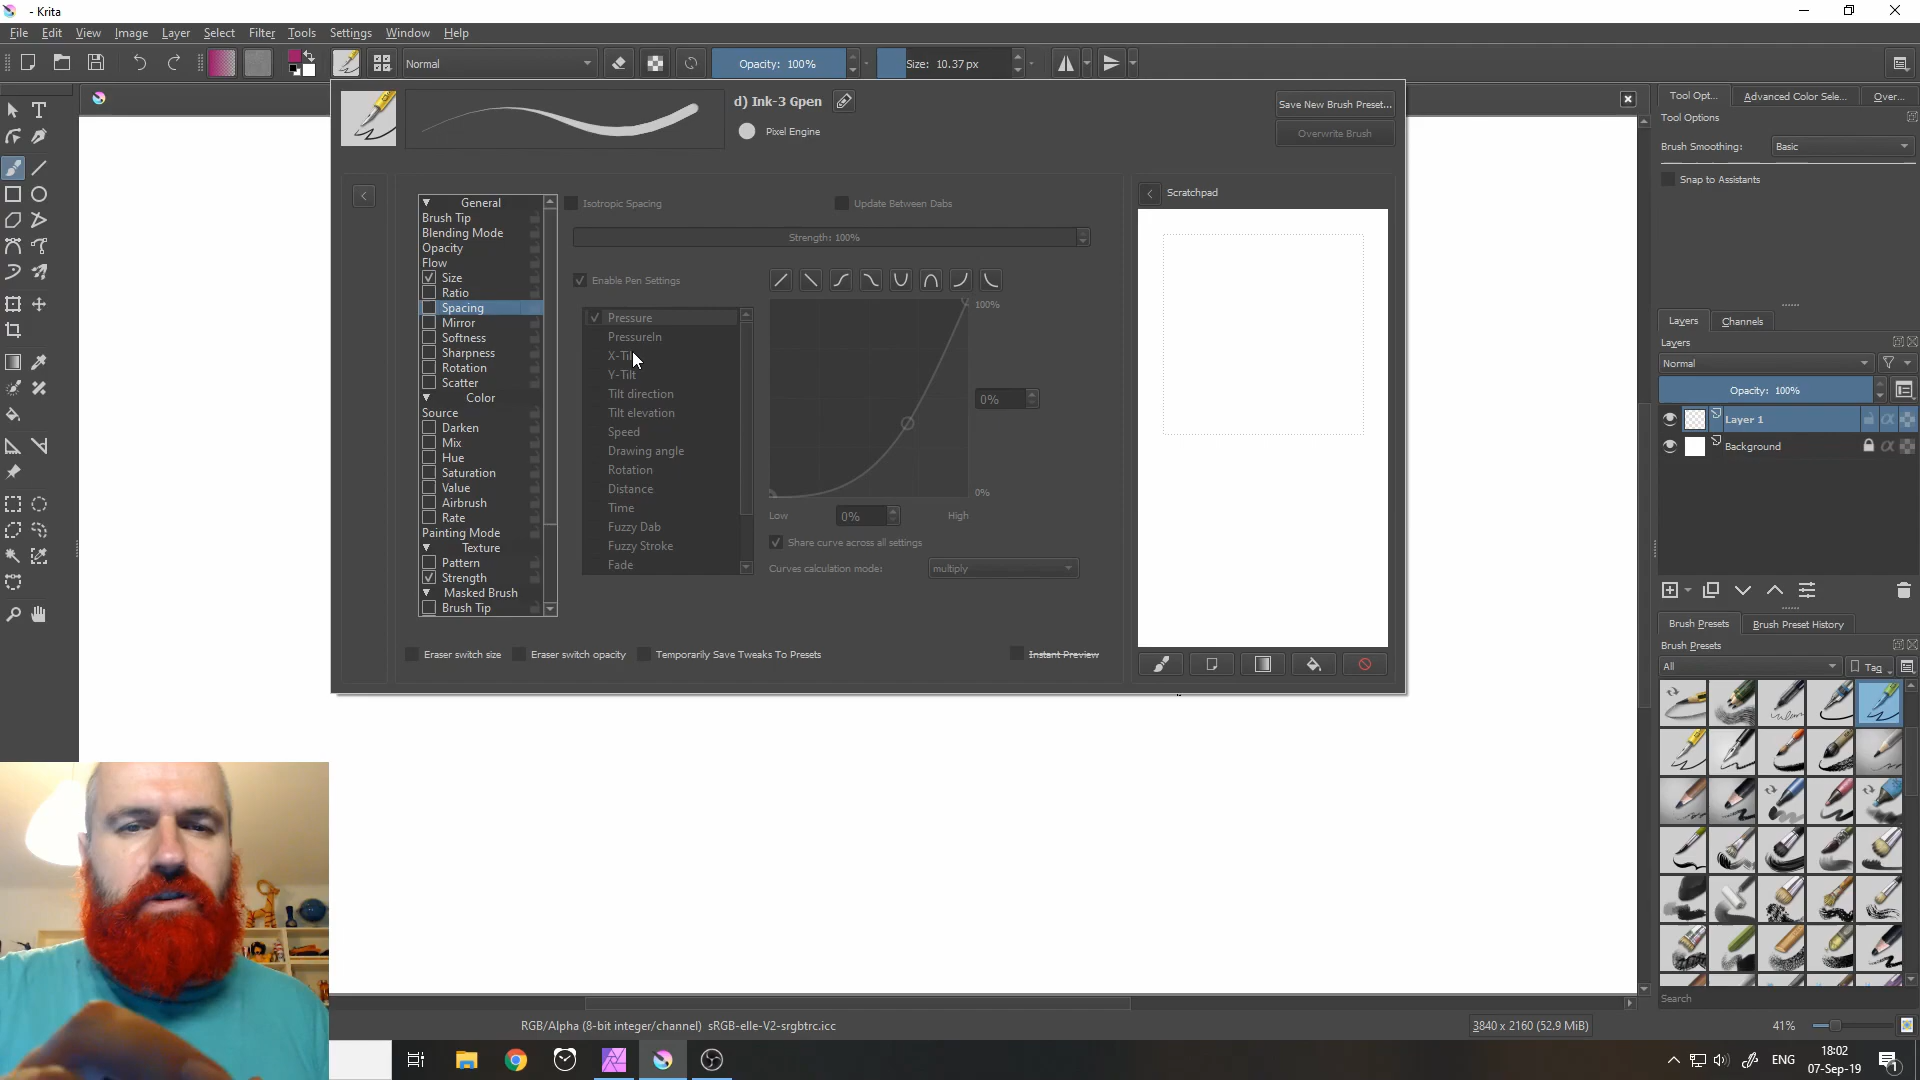 - Krita
File Edit View Image Layer Select Filter Tools Settings Window Help
Normal Opacity: 100% Size: 10.37 px
d) Ink-3 Gpen
Pixel Engine
Save New Brush Preset...
Overwrite Brush
General
Brush Tip
Blending Mode
Opacity
Flow
Size
Ratio
Spacing
Mirror
Softness
Sharpness
Rotation
Scatter
Color
Source
Darken
Mix
Hue
Saturation
Value
Airbrush
Rate
Painting Mode
Texture
Pattern
Strength
Masked Brush
Brush Tip
Isotropic Spacing Update Between Dabs
Strength: 100%
Enable Pen Settings
Pressure
PressureIn
X-Tilt
Y-Tilt
Tilt direction
Tilt elevation
Speed
Drawing angle
Rotation
Distance
Time
Fuzzy Dab
Fuzzy Stroke
Fade
100%
0%
0%
Low 0% High
Share curve across all settings
Curves calculation mode: multiply
Eraser switch size Eraser switch opacity Temporarily Save Tweaks To Presets Instant Preview
Scratchpad
Tool Opt... Advanced Color Sele... Over...
Tool Options
Brush Smoothing: Basic
Snap to Assistants
Layers Channels
Layers
Normal
Opacity: 100%
Layer 1
Background
Brush Presets Brush Preset History
Brush Presets
All Tag
Search
RGB/Alpha (8-bit integer/channel) sRGB-elle-V2-srgbtrc.icc 3840 x 2160 (52.9 MiB) 41%
ENG
18:02
07-Sep-19
1